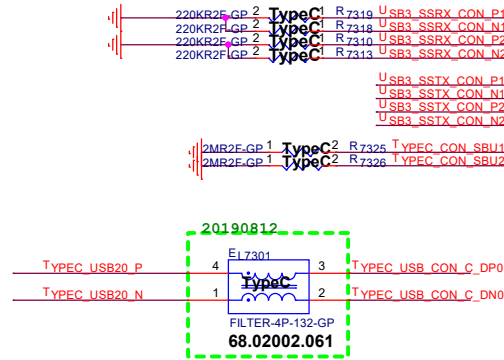 220KR2F-GP 2 TypeC 1 R7319 USB3_SSRX_CON_P1
220KR2F-GP 2 TypeC 1 R7318 USB3_SSRX_CON_N1
220KR2F-GP 2 TypeC 1 R7310 USB3_SSRX_CON_P2
220KR2F-GP 2 TypeC 1 R7313 USB3_SSRX_CON_N2
USB3_SSTX_CON_P1
USB3_SSTX_CON_N1
USB3_SSTX_CON_P2
USB3_SSTX_CON_N2
2MR2F-GP 1 TypeC 2 R7325 TYPEC_CON_SBU1
2MR2F-GP 1 TypeC 2 R7326 TYPEC_CON_SBU2
20190812
EL7301
TYPEC_USB20_P 4 3 TYPEC_USB_CON_C_DP0
TypeC
TYPEC_USB20_N 1 2 TYPEC_USB_CON_C_DN0
FILTER-4P-132-GP
68.02002.061